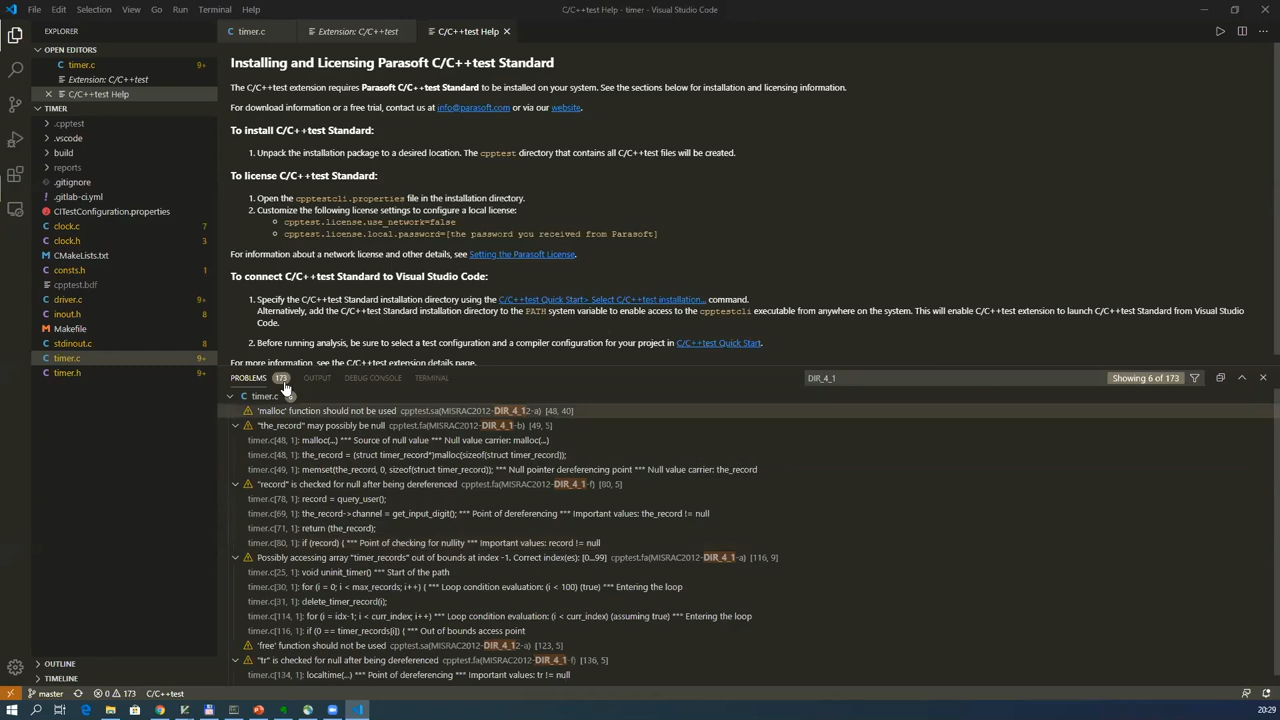 File Edit Selection View Go Run Terminal Help
C/C++test Help - timer - Visual Studio Code
EXPLORER
OPEN EDITORS
timer.c 9+
Extension: C/C++test
C/C++test Help
TIMER
.cpptest
.vscode
build
reports
.gitignore
.gitlab-ci.yml
CITestConfiguration.properties
clock.c 7
clock.h 3
CMakeLists.txt
consts.h 1
cpptest.bdf
driver.c 9+
inout.h 8
Makefile
stdinout.c 8
timer.c 9+
timer.h 9+
OUTLINE
TIMELINE
timer.c 9+ Extension: C/C++test C/C++test Help
Installing and Licensing Parasoft C/C++test Standard
The C/C++test extension requires Parasoft C/C++test Standard to be installed on your system. See the sections below for installation and licensing information.
For download information or a free trial, contact us at info@parasoft.com or via our website.
To install C/C++test Standard:
1. Unpack the installation package to a desired location. The cpptest directory that contains all C/C++test files will be created.
To license C/C++test Standard:
1. Open the cpptestcli.properties file in the installation directory.
2. Customize the following license settings to configure a local license:
cpptest.license.use_network=false
cpptest.license.local.password=[the password you received from Parasoft]
For information about a network license and other details, see Setting the Parasoft License.
To connect C/C++test Standard to Visual Studio Code:
1. Specify the C/C++test Standard installation directory using the C/C++test Quick Start> Select C/C++test installation... command.
Alternatively, add the C/C++test Standard installation directory to the PATH system variable to enable access to the cpptestcli executable from anywhere on the system. This will enable C/C++test extension to launch C/C++test Standard from Visual Studio
Code.
2. Before running analysis, be sure to select a test configuration and a compiler configuration for your project in C/C++test Quick Start.
For more information, see the C/C++test extension details page.
PROBLEMS 173 OUTPUT DEBUG CONSOLE TERMINAL DIR_4_1 Showing 6 of 173
timer.c 6
'malloc' function should not be used cpptest.sa(MISRAC2012-DIR_4_12-a) [48, 40]
"the_record" may possibly be null cpptest.fa(MISRAC2012-DIR_4_1-b) [49, 5]
timer.c[48, 1]: malloc(...) *** Source of null value *** Null value carrier: malloc(...)
timer.c[48, 1]: the_record = (struct timer_record*)malloc(sizeof(struct timer_record));
timer.c[49, 1]: memset(the_record, 0, sizeof(struct timer_record)); *** Null pointer dereferencing point *** Null value carrier: the_record
"record" is checked for null after being dereferenced cpptest.fa(MISRAC2012-DIR_4_1-f) [80, 5]
timer.c[78, 1]: record = query_user();
timer.c[69, 1]: the_record->channel = get_input_digit(); *** Point of dereferencing *** Important values: the_record != null
timer.c[71, 1]: return (the_record);
timer.c[80, 1]: if (record) { *** Point of checking for nullity *** Important values: record != null
Possibly accessing array "timer_records" out of bounds at index -1. Correct index(es): [0...99] cpptest.fa(MISRAC2012-DIR_4_1-a) [116, 9]
timer.c[25, 1]: void uninit_timer() *** Start of the path
timer.c[30, 1]: for (i = 0; i < max_records; i++) { *** Loop condition evaluation: (i < 100) (true) *** Entering the loop
timer.c[31, 1]: delete_timer_record(i);
timer.c[114, 1]: for (i = idx-1; i < curr_index; i++) *** Loop condition evaluation: (i < curr_index) (assuming true) *** Entering the loop
timer.c[116, 1]: if (0 == timer_records[i]) { *** Out of bounds access point
'free' function should not be used cpptest.sa(MISRAC2012-DIR_4_12-a) [123, 5]
"tr" is checked for null after being dereferenced cpptest.fa(MISRAC2012-DIR_4_1-f) [136, 5]
timer.c[134, 1]: localtime(...) *** Point of dereferencing *** Important values: tr != null
master 0 173 C/C++test
20:29